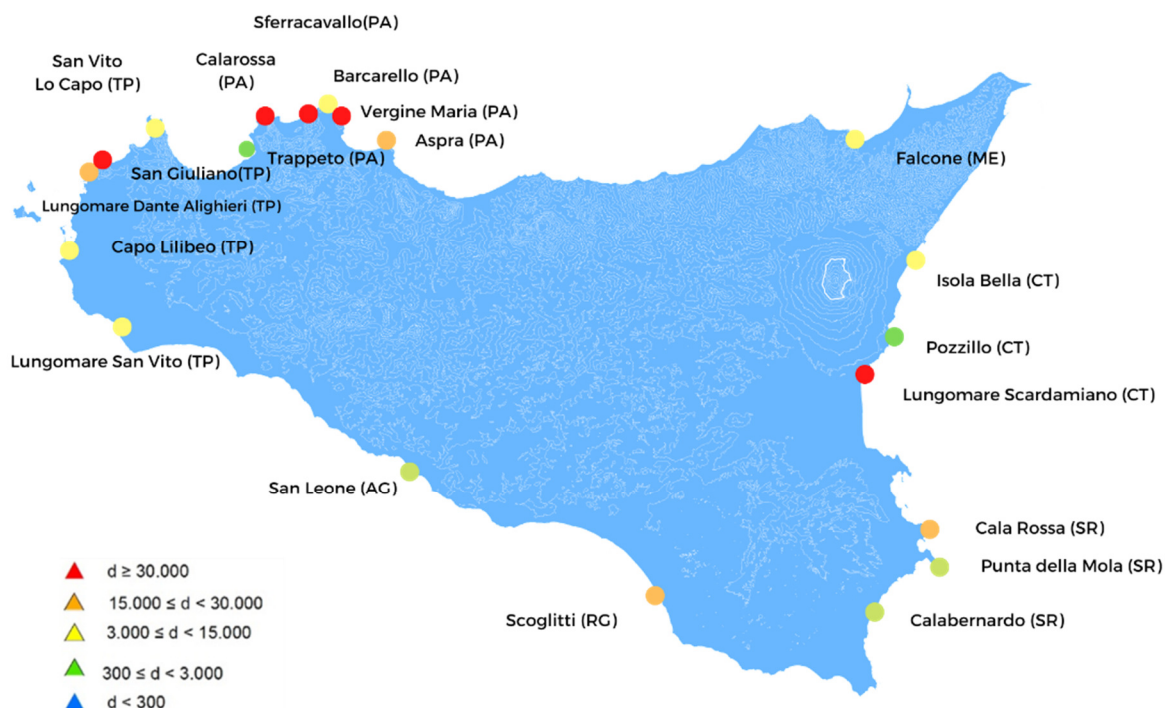 Sferracavallo(PA)
San Vito
Lo Capo (TP)
Calarossa
(PA)
Barcarello (PA)
Vergine Maria (PA)
Aspra (PA)
Trappeto (PA)
San Giuliano(TP)
Lungomare Dante Alighieri (TP)
Capo Lilibeo (TP)
Lungomare San Vito (TP)
Falcone (ME)
Isola Bella (CT)
Pozzillo (CT)
Lungomare Scardamiano (CT)
San Leone (AG)
Cala Rossa (SR)
Punta della Mola (SR)
Scoglitti (RG)
Calabernardo (SR)
d ≥ 30.000
15.000 ≤ d < 30.000
3.000 ≤ d < 15.000
300 ≤ d < 3.000
d < 300